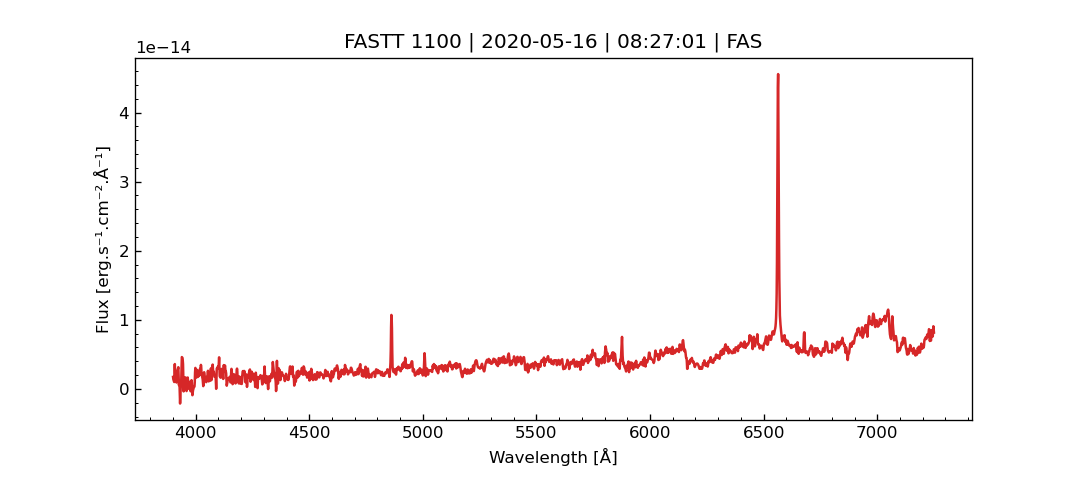 FASTT 1100 | 2020-05-16 | 08:27:01 | FAS
1e−14
4
3
2
1
0
Flux [erg.s⁻¹.cm⁻².Å⁻¹]
4000 4500 5000 5500 6000 6500 7000
Wavelength [Å]